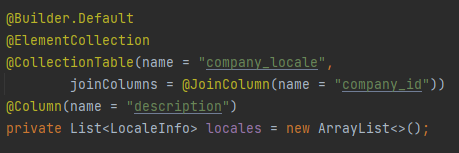 @Builder.Default
@ElementCollection
@CollectionTable(name = "company_locale",
joinColumns = @JoinColumn(name = "company_id"))
@Column(name = "description")
private List<LocaleInfo> locales = new ArrayList<>();